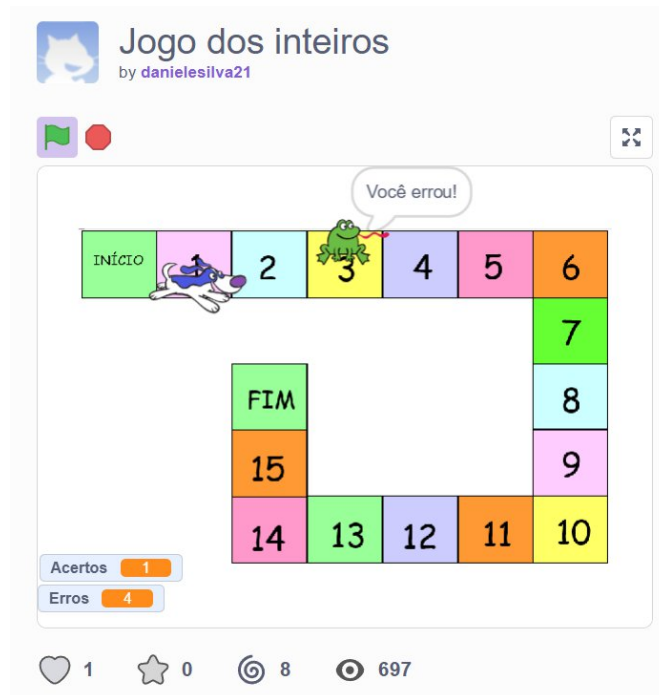 Jogo dos inteiros
by danielesilva21
Você errou!
INÍCIO 1 2 3 4 5 6
7
FIM 8
15 9
14 13 12 11 10
Acertos 1
Erros 4
1 0 8 697